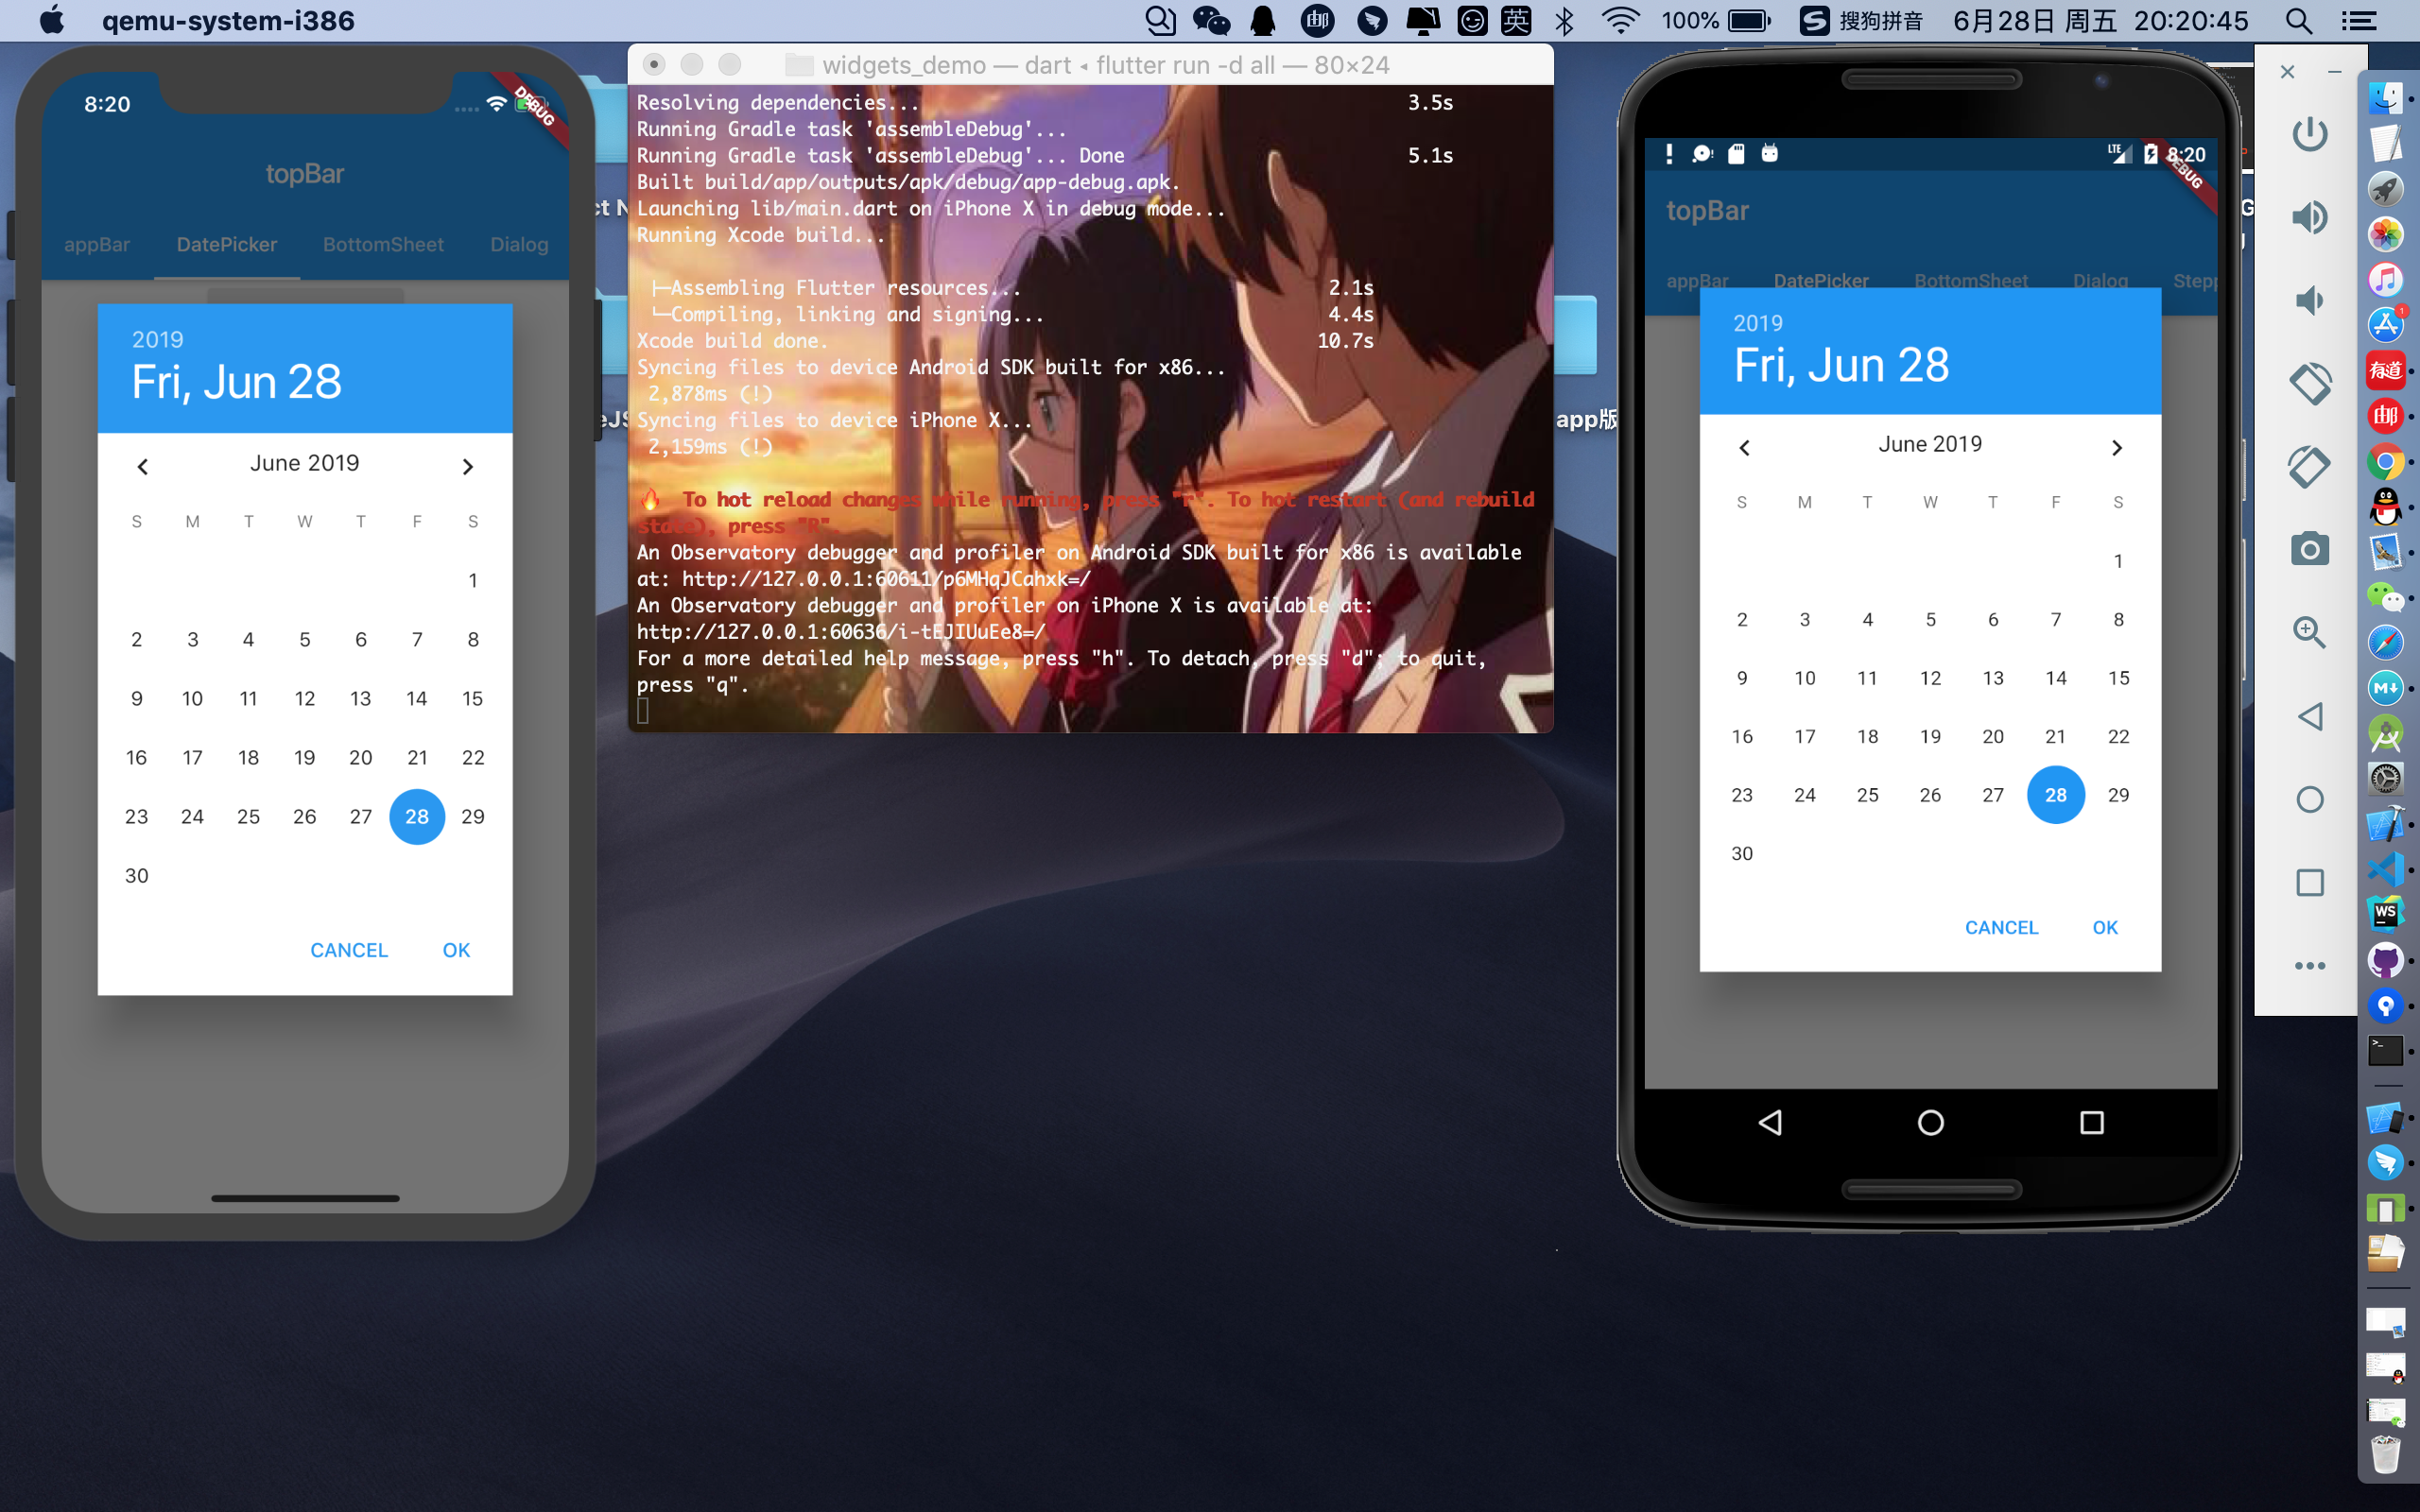 qemu-system-i386
英
100%
搜狗拼音
6月28日 周五 20:20:45
8:20
DEBUG
topBar
appBar DatePicker BottomSheet Dialog
2019
Fri, Jun 28
June 2019
S M T W T F S
1
2 3 4 5 6 7 8
9 10 11 12 13 14 15
16 17 18 19 20 21 22
23 24 25 26 27 28 29
30
CANCEL OK
widgets_demo — dart ◂ flutter run -d all — 80×24
Resolving dependencies... 3.5s
Running Gradle task 'assembleDebug'...
Running Gradle task 'assembleDebug'... Done 5.1s
Built build/app/outputs/apk/debug/app-debug.apk.
Launching lib/main.dart on iPhone X in debug mode...
Running Xcode build...
├─Assembling Flutter resources... 2.1s
└─Compiling, linking and signing... 4.4s
Xcode build done. 10.7s
Syncing files to device Android SDK built for x86...
2,878ms (!)
Syncing files to device iPhone X...
2,159ms (!)
🔥 To hot reload changes while running, press "r". To hot restart (and rebuild
state), press "R".
An Observatory debugger and profiler on Android SDK built for x86 is available
at: http://127.0.0.1:60611/p6MHqJCahxk=/
An Observatory debugger and profiler on iPhone X is available at:
http://127.0.0.1:60636/i-tEJIUuEe8=/
For a more detailed help message, press "h". To detach, press "d"; to quit,
press "q".
app版
LTE
8:20
DEBUG
topBar
appBar DatePicker BottomSheet Dialog Stepp
2019
Fri, Jun 28
June 2019
S M T W T F S
1
2 3 4 5 6 7 8
9 10 11 12 13 14 15
16 17 18 19 20 21 22
23 24 25 26 27 28 29
30
CANCEL OK
1
有道
邮
M↓
WS